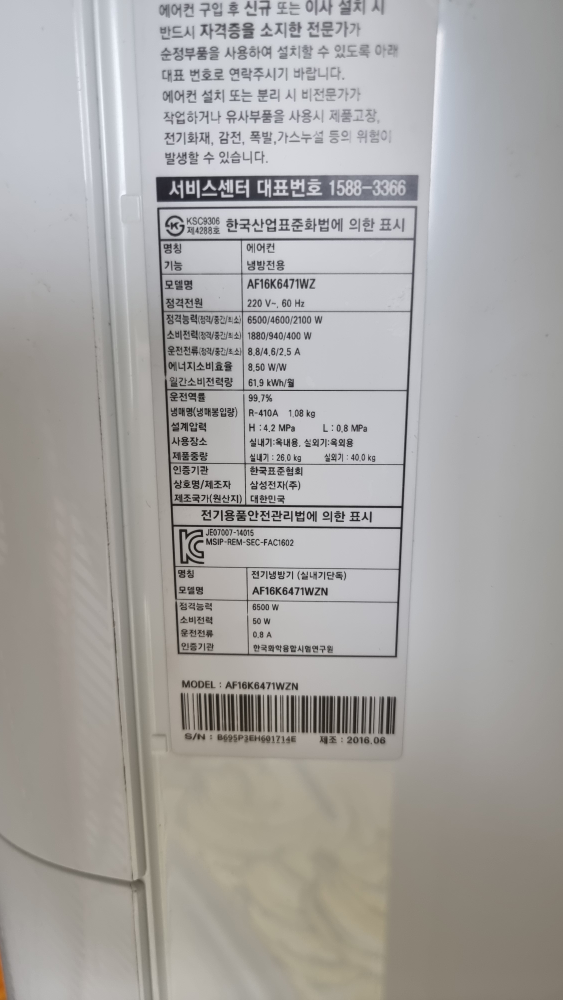 에어컨 구입 후 신규 또는 이사 설치 시
반드시 자격증을 소지한 전문가가
순정부품을 사용하여 설치할 수 있도록 아래
대표 번호로 연락주시기 바랍니다.
에어컨 설치 또는 분리 시 비전문가가
작업하거나 유사부품을 사용시 제품고장,
전기화재, 감전, 폭발,가스누설 등의 위험이
발생할 수 있습니다.
서비스센터 대표번호 1588-3366
KSC9306
제4288호 한국산업표준화법에 의한 표시
명칭 에어컨
기능 냉방전용
모델명 AF16K6471WZ
정격전원 220 V~, 60 Hz
정격능력(정격/중간/최소) 6500/4600/2100 W
소비전력(정격/중간/최소) 1880/940/400 W
운전전류(정격/중간/최소) 8.8/4.6/2.5 A
에너지소비효율 8.50 W/W
월간소비전력량 61.9 kWh/월
운전역률 99.7%
냉매명(냉매봉입량) R-410A 1.08 kg
설계압력 H : 4.2 MPa L : 0.8 MPa
사용장소 실내기:옥내용, 실외기:옥외용
제품중량 실내기 : 26.0 kg 실외기 : 40.0 kg
인증기관 한국표준협회
상호명/제조자 삼성전자(주)
제조국가(원산지) 대한민국
전기용품안전관리법에 의한 표시
JE07007-14015
MSIP-REM-SEC-FAC1602
명칭 전기냉방기 (실내기단독)
모델명 AF16K6471WZN
정격능력 6500 W
소비전력 50 W
운전전류 0.8 A
인증기관 한국화학융합시험연구원
MODEL : AF16K6471WZN
S/N : B695P3EH601714E 제조 : 2016.06